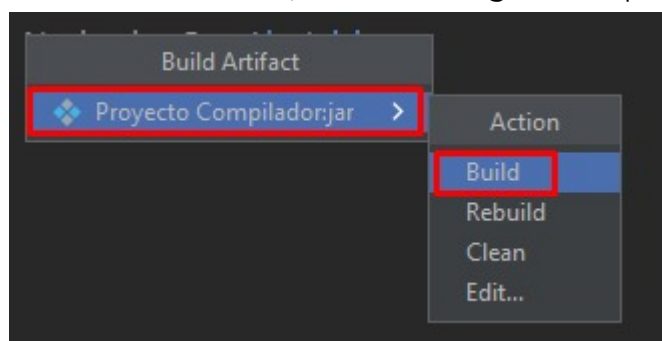 Build Artifact
Proyecto Compilador:jar
Action
Build
Rebuild
Clean
Edit...